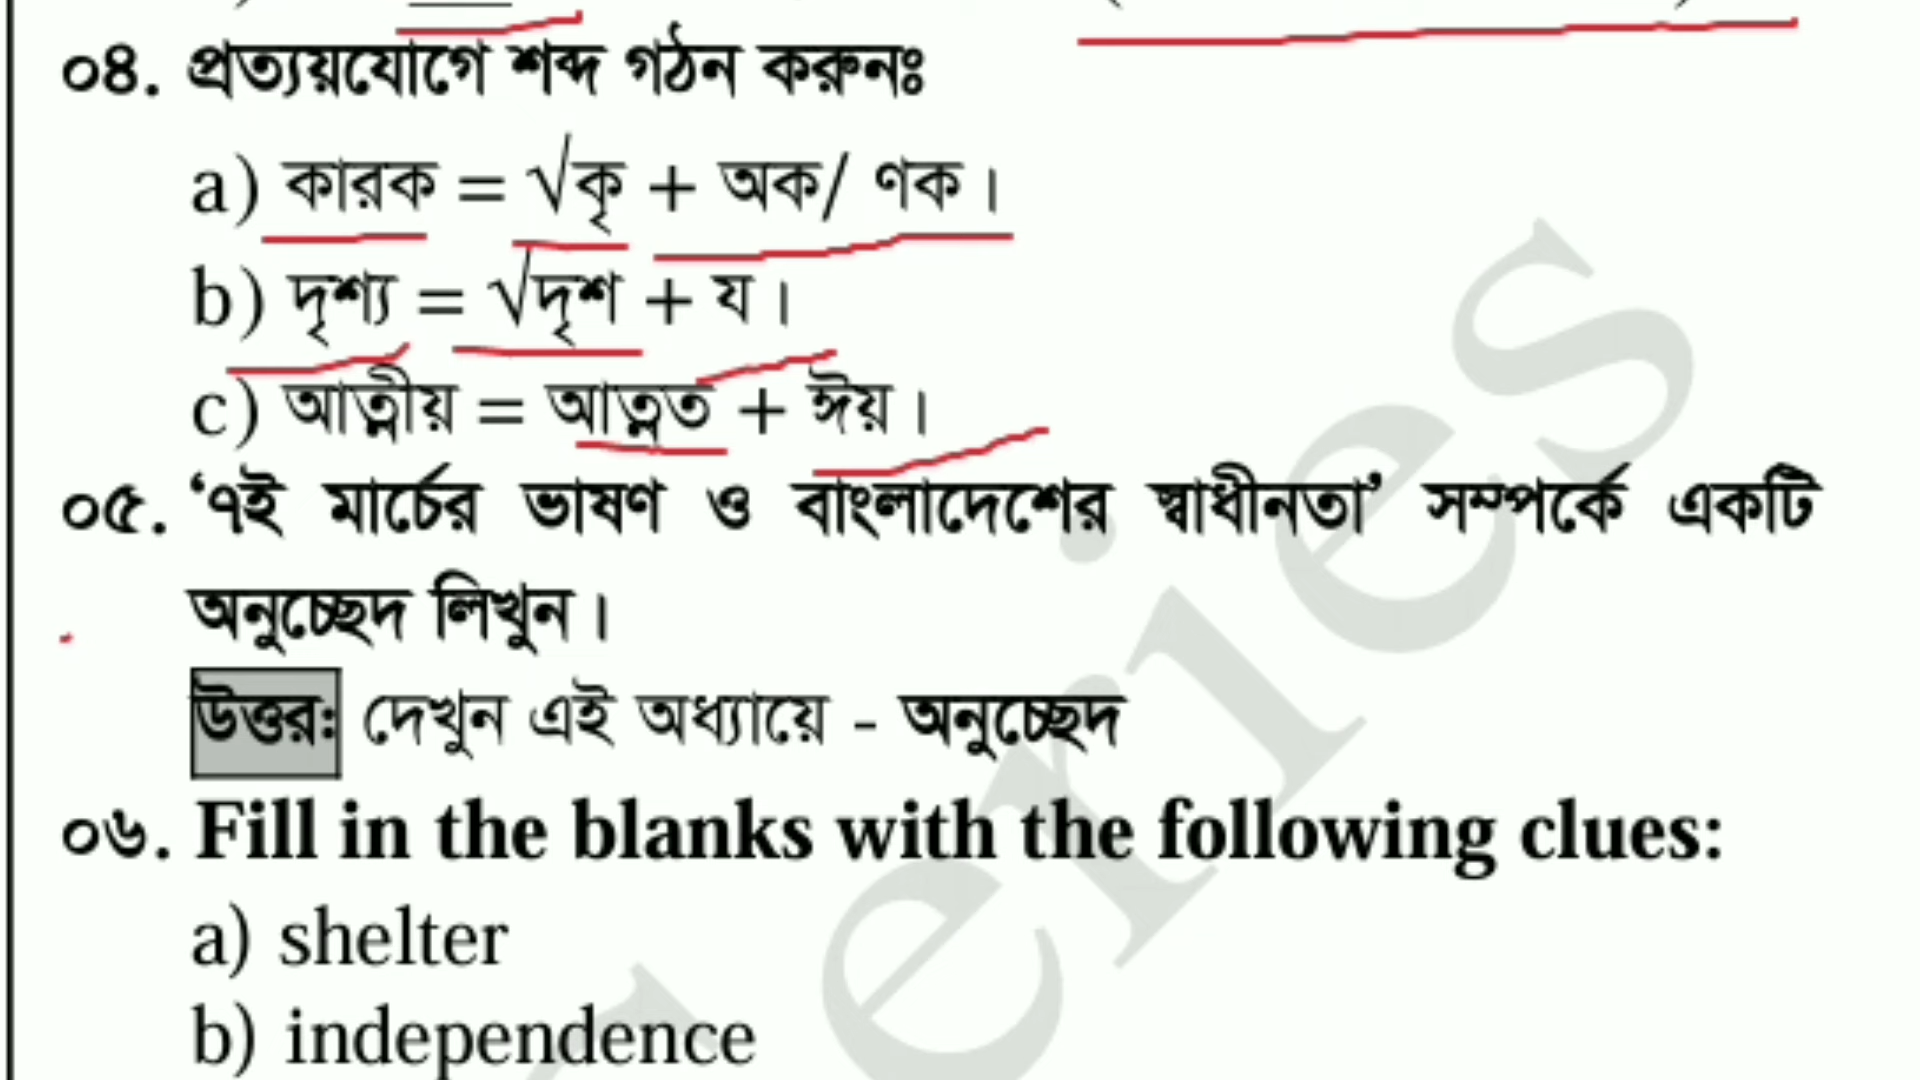 ০৪. প্রত্যয়যোগে শব্দ গঠন করুনঃ
a) কারক = √কৃ + অক/ ণক।
b) দৃশ্য = √দৃশ + য।
c) আত্নীয় = আত্নত + ঈয়।
০৫. ‘৭ই মার্চের ভাষণ ও বাংলাদেশের স্বাধীনতা’ সম্পর্কে একটি
অনুচ্ছেদ লিখুন।
উত্তর: দেখুন এই অধ্যায়ে - অনুচ্ছেদ
০৬. Fill in the blanks with the following clues:
a) shelter
b) independence